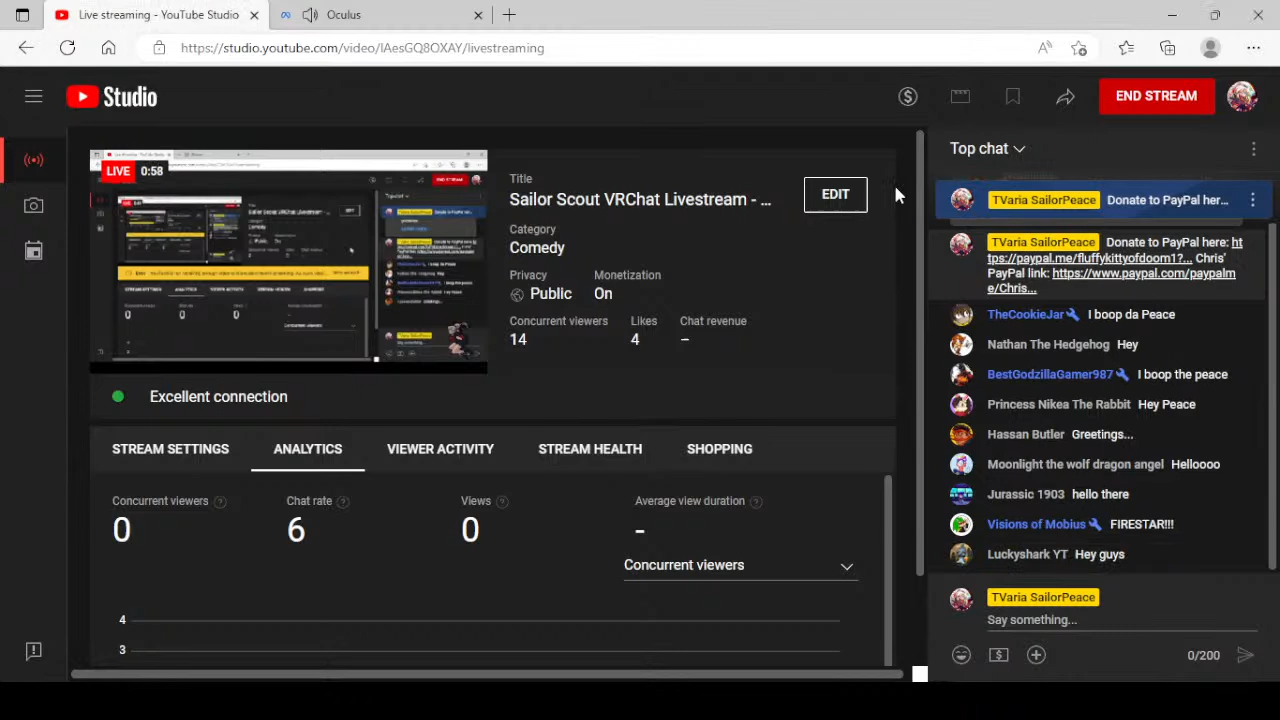 Live streaming - YouTube Studio
Oculus
https://studio.youtube.com/video/lAesGQ8OXAY/livestreaming
Studio
END STREAM
LIVE 0:58
Title
Sailor Scout VRChat Livestream - ...
EDIT
Category
Comedy
Privacy
Monetization
Public
On
Concurrent viewers
Likes
Chat revenue
14
4
–
Excellent connection
STREAM SETTINGS
ANALYTICS
VIEWER ACTIVITY
STREAM HEALTH
SHOPPING
Concurrent viewers
Chat rate
Views
Average view duration
0
6
0
-
Concurrent viewers
4
3
Top chat
TVaria SailorPeace Donate to PayPal her...
TVaria SailorPeace Donate to PayPal here: ht
tps://paypal.me/fluffykittyofdoom1?... Chris'
PayPal link: https://www.paypal.com/paypalm
e/Chris...
TheCookieJar I boop da Peace
Nathan The Hedgehog Hey
BestGodzillaGamer987 I boop the peace
Princess Nikea The Rabbit Hey Peace
Hassan Butler Greetings...
Moonlight the wolf dragon angel Helloooo
Jurassic 1903 hello there
Visions of Mobius FIRESTAR!!!
Luckyshark YT Hey guys
TVaria SailorPeace
Say something...
0/200